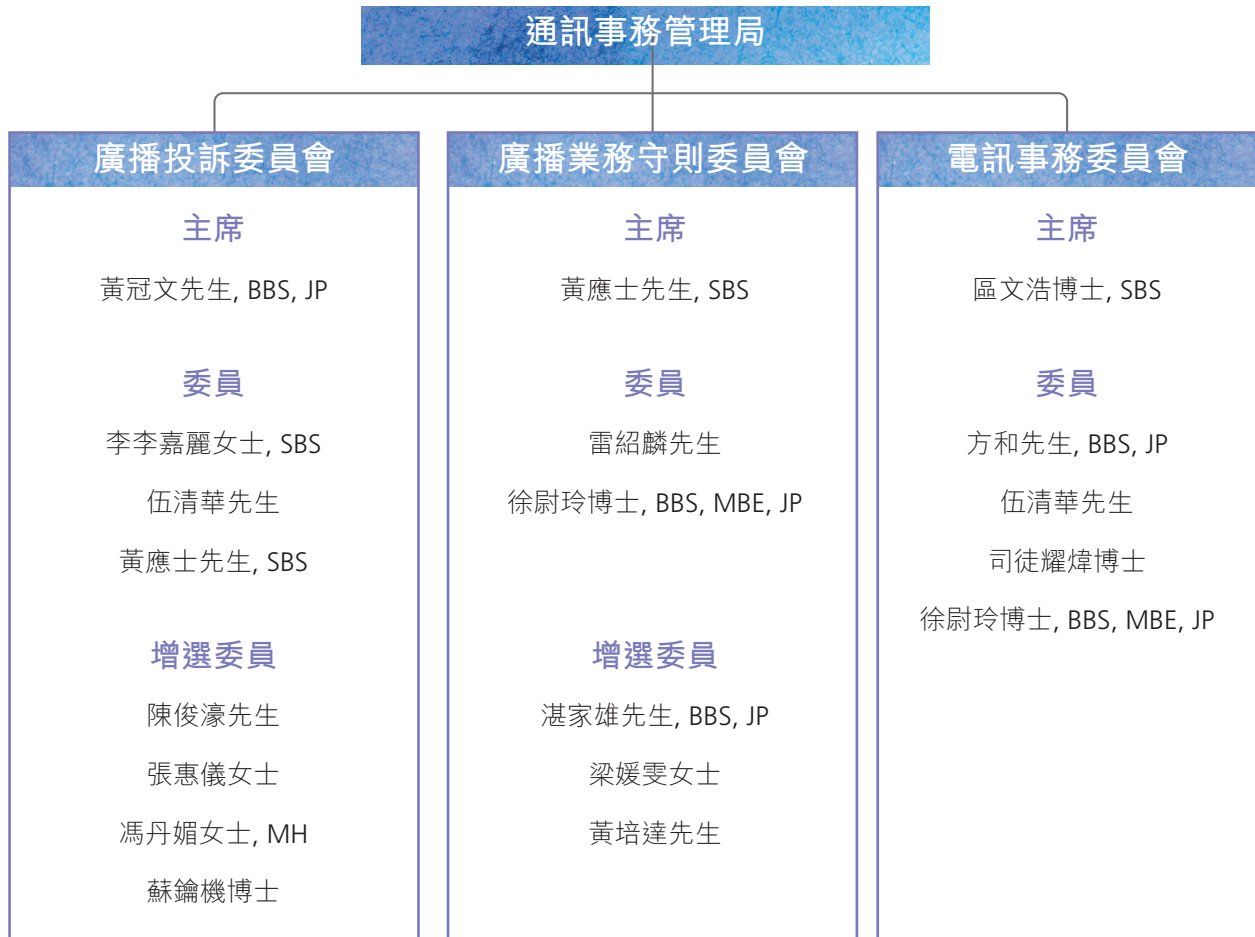 通訊事務管理局
廣播投訴委員會
主席
黃冠文先生, BBS, JP
委員
李李嘉麗女士, SBS
伍清華先生
黃應士先生, SBS
增選委員
陳俊濠先生
張惠儀女士
馮丹媚女士, MH
蘇鑰機博士
廣播業務守則委員會
主席
黃應士先生, SBS
委員
雷紹麟先生
徐尉玲博士, BBS, MBE, JP
增選委員
湛家雄先生, BBS, JP
梁媛雯女士
黃培達先生
電訊事務委員會
主席
區文浩博士, SBS
委員
方和先生, BBS, JP
伍清華先生
司徒耀煒博士
徐尉玲博士, BBS, MBE, JP